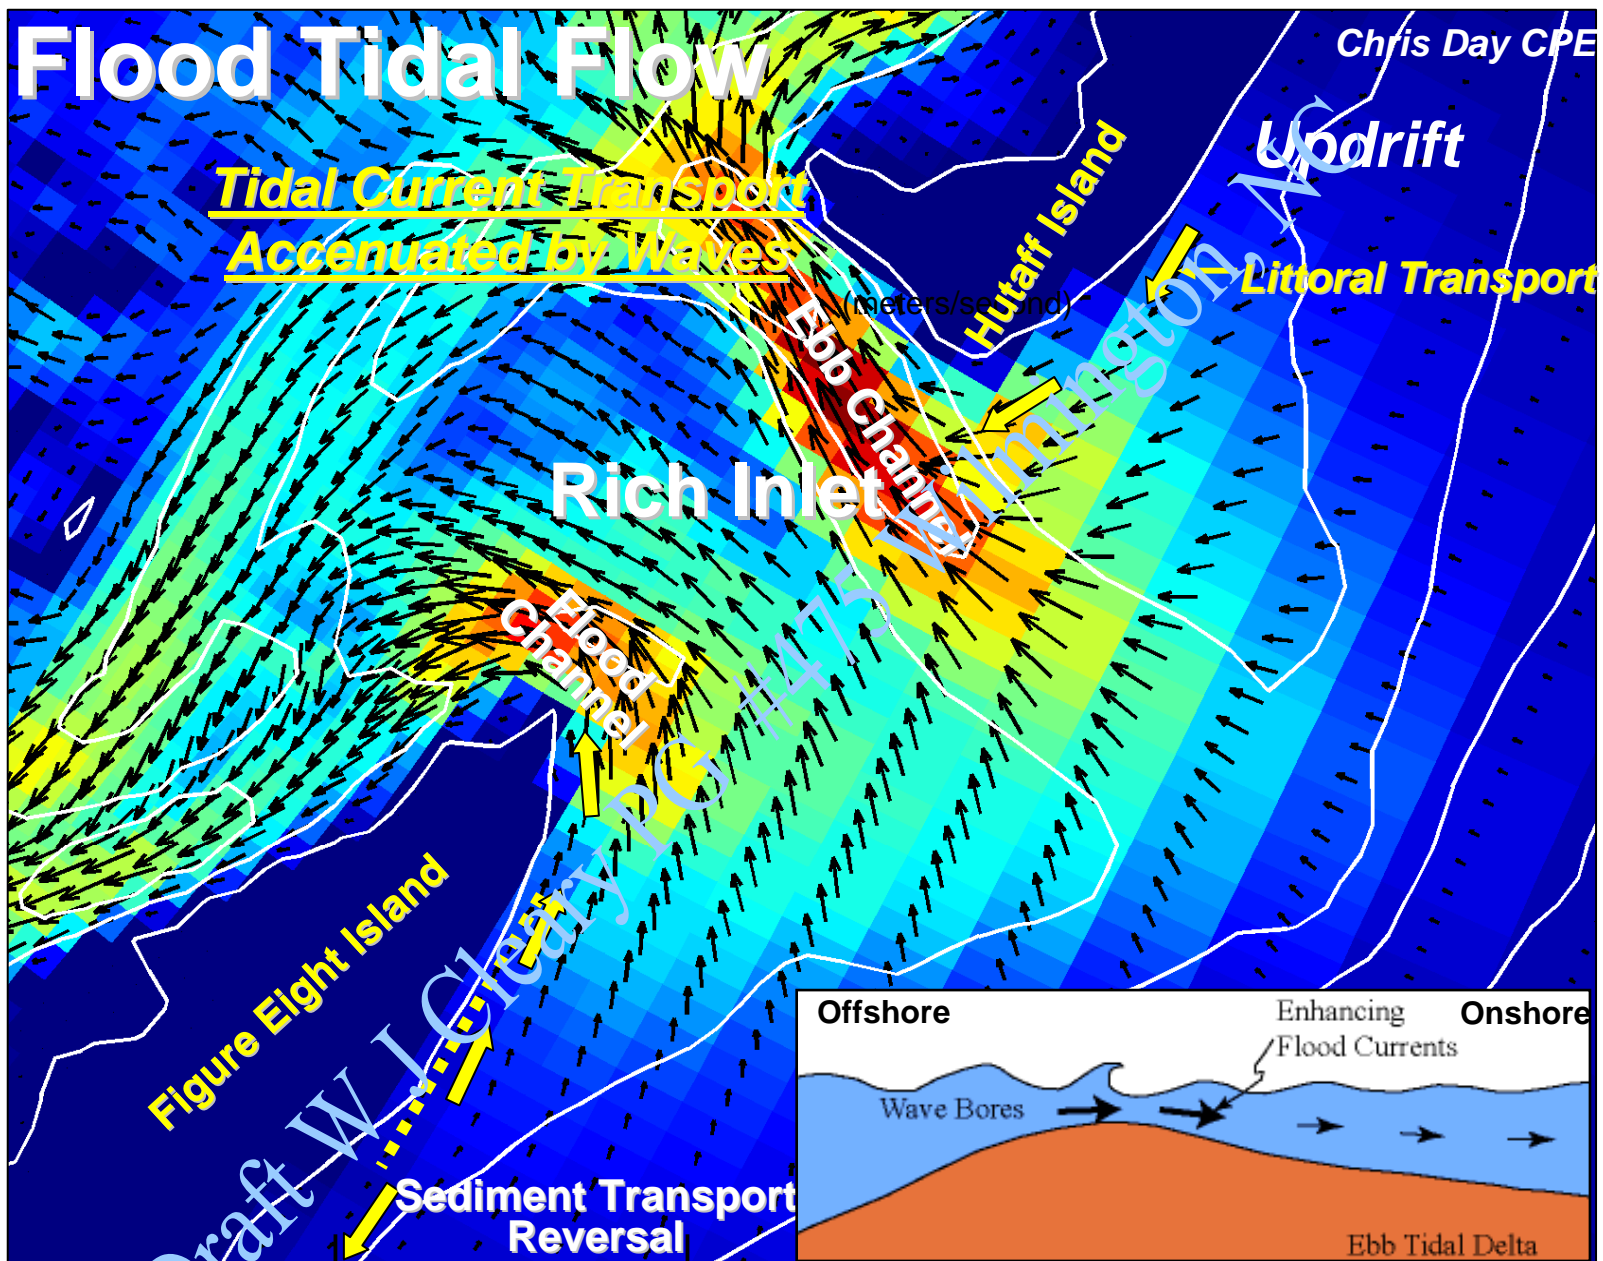 Flood Tidal Flow
Chris Day CPE
Updrift
Tidal Current Transport
Accenuated by Waves
Hutaff Island
Littoral Transport
(meters/second)
Ebb Channel
Rich Inlet
Flood
Channel
Figure Eight Island
Draft W J Cleary PG #475 Wilmington, NC
Sediment Transport
Reversal
Offshore
Enhancing
Flood Currents
Onshore
Wave Bores
Ebb Tidal Delta